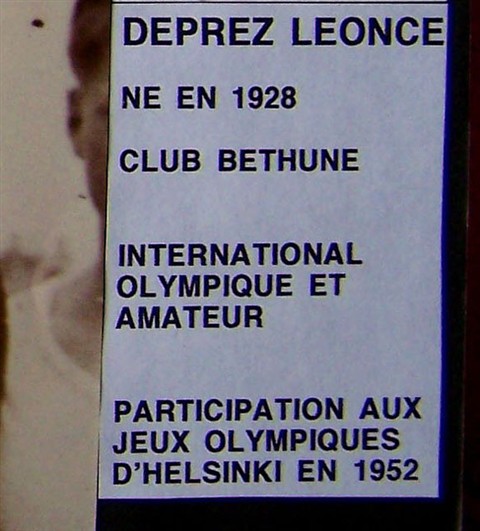 DEPREZ LEONCE
NE EN 1928
CLUB BETHUNE
INTERNATIONAL
OLYMPIQUE ET
AMATEUR
PARTICIPATION AUX
JEUX OLYMPIQUES
D'HELSINKI EN 1952